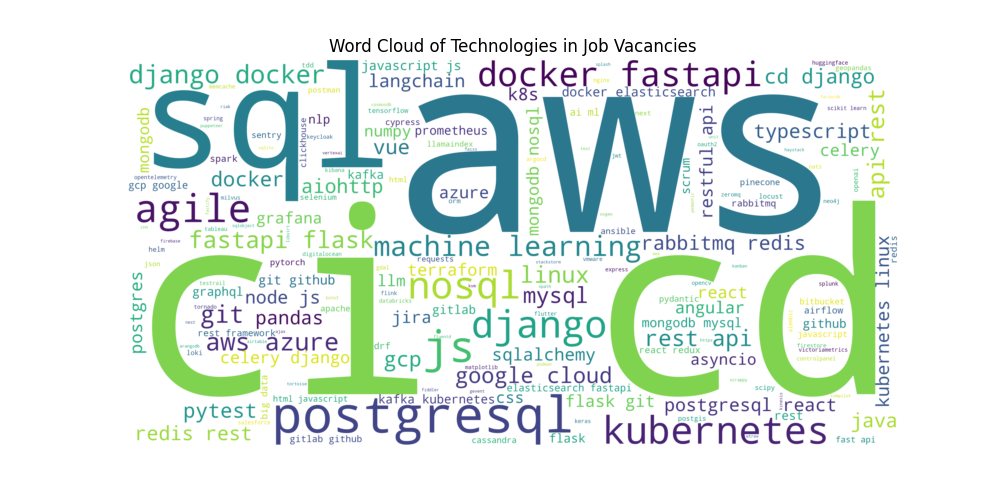 Word Cloud of Technologies in Job Vacancies
django docker
tdd
memcache
javascript js
postman
langchain
splash
docker fastapi
cd django
huggingface
geopandas
sql
aws
k8s
docker elasticsearch
scikit learn
mongodb
spring
nlp
tensorflow
numpy
cypress
prometheus
mongodb nosql
ai ml
next
restful api
typescript
api rest
sentry
clickhouse
keycloak
vue
llamaindex
oauth2
celery
spark
opentelemetry
gcp google
docker
milvus
kibana
kafka
aiohttp
html
selenium
azure
orm
jwt
scrum
pinecone
zeromq
locust
rabbitmq
openai
neo4j
agile
grafana
tableau
digitalocean
ansible
fastapi flask
machine learning
rabbitmq redis
redis
firebase
helm
json
pytorch
requests
vmware
express
terraform
nosql
linux
kubernetes linux
postgres
testrail
graphql
git github
node js
llm
flink
databricks
mysql
opencv
splunk
pydantic
react
angular
bitbucket
airflow
ci
cd
tornado
git
pandas
apache
jira
gitlab
flutter
django
mongodb mysql
github
javascript
rest framework
aws azure
js
rest api
loki
drf
gcp
sqlalchemy
react redux
asyncio
victoriametrics
firestore
controlpanel
celery django
matplotlib
google cloud
big data
html javascript
kafka kubernetes
css
elasticsearch fastapi
flask git
scipy
pytest
salesforce
postgresql
postgresql react
postgis
rest
java
redis rest
gitlab github
cassandra
flask
keras
kubernetes
fast api